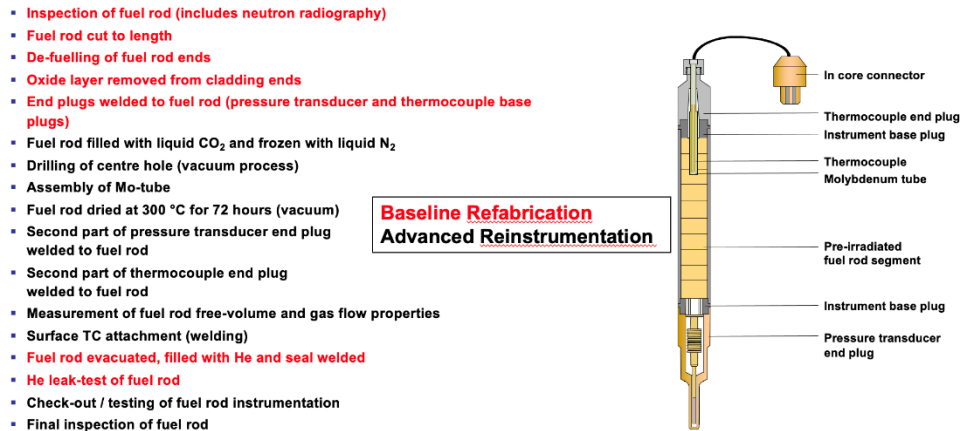 Inspection of fuel rod (includes neutron radiography)
Fuel rod cut to length
De-fuelling of fuel rod ends
Oxide layer removed from cladding ends
End plugs welded to fuel rod (pressure transducer and thermocouple base
plugs)
Fuel rod filled with liquid CO₂ and frozen with liquid N₂
Drilling of centre hole (vacuum process)
Assembly of Mo-tube
Fuel rod dried at 300 °C for 72 hours (vacuum)
Second part of pressure transducer end plug
welded to fuel rod
Second part of thermocouple end plug
welded to fuel rod
Measurement of fuel rod free-volume and gas flow properties
Surface TC attachment (welding)
Fuel rod evacuated, filled with He and seal welded
He leak-test of fuel rod
Check-out / testing of fuel rod instrumentation
Final inspection of fuel rod
Baseline Refabrication
Advanced Reinstrumentation
In core connector
Thermocouple end plug
Instrument base plug
Thermocouple
Molybdenum tube
Pre-irradiated
fuel rod segment
Instrument base plug
Pressure transducer
end plug